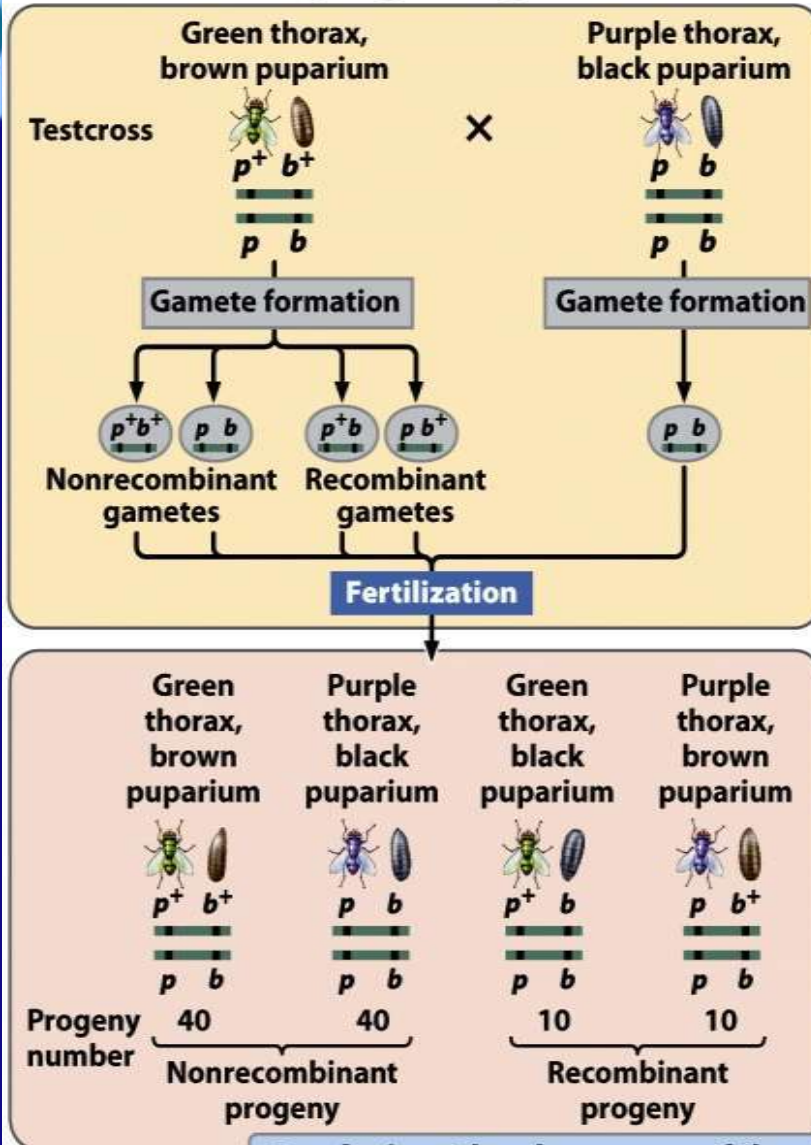 Green thorax,
brown puparium
Purple thorax,
black puparium
Testcross
×
p⁺ b⁺
p b
p b
p b
Gamete formation
Gamete formation
p⁺b⁺
p b
p⁺b
p b⁺
p b
Nonrecombinant
gametes
Recombinant
gametes
Fertilization
Green
thorax,
brown
puparium
Purple
thorax,
black
puparium
Green
thorax,
black
puparium
Purple
thorax,
brown
puparium
p⁺ b⁺
p b
p⁺ b
p b⁺
p b
p b
p b
p b
Progeny
number
40
40
10
10
Nonrecombinant
progeny
Recombinant
progeny